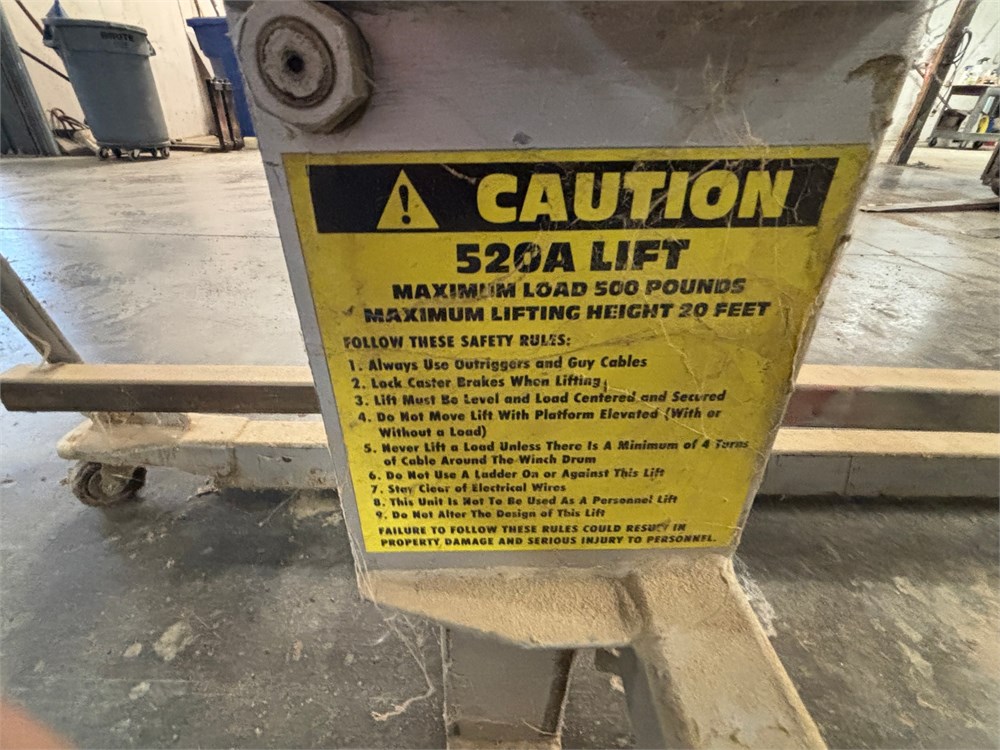 BRUTE
CAUTION
520A LIFT
MAXIMUM LOAD 500 POUNDS
MAXIMUM LIFTING HEIGHT 20 FEET
FOLLOW THESE SAFETY RULES:
1. Always Use Outriggers and Guy Cables
2. Lock Caster Brakes When Lifting
3. Lift Must Be Level and Load Centered and Secured
4. Do Not Move Lift With Platform Elevated (With or
Without a Load)
5. Never Lift a Load Unless There Is A Minimum of 4 Turns
of Cable Around The Winch Drum
6. Do Not Use A Ladder On or Against This Lift
7. Stay Clear of Electrical Wires
8. This Unit Is Not To Be Used As A Personnel Lift
9. Do Not Alter The Design of This Lift
FAILURE TO FOLLOW THESE RULES COULD RESULT IN
PROPERTY DAMAGE AND SERIOUS INJURY TO PERSONNEL.